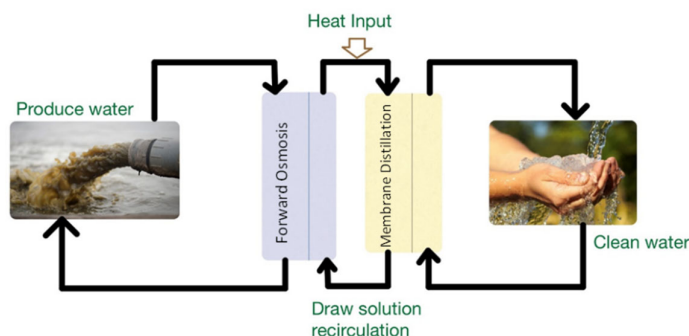 Heat Input
Produce water
Forward Osmosis
Membrane Distillation
Clean water
Draw solution
recirculation